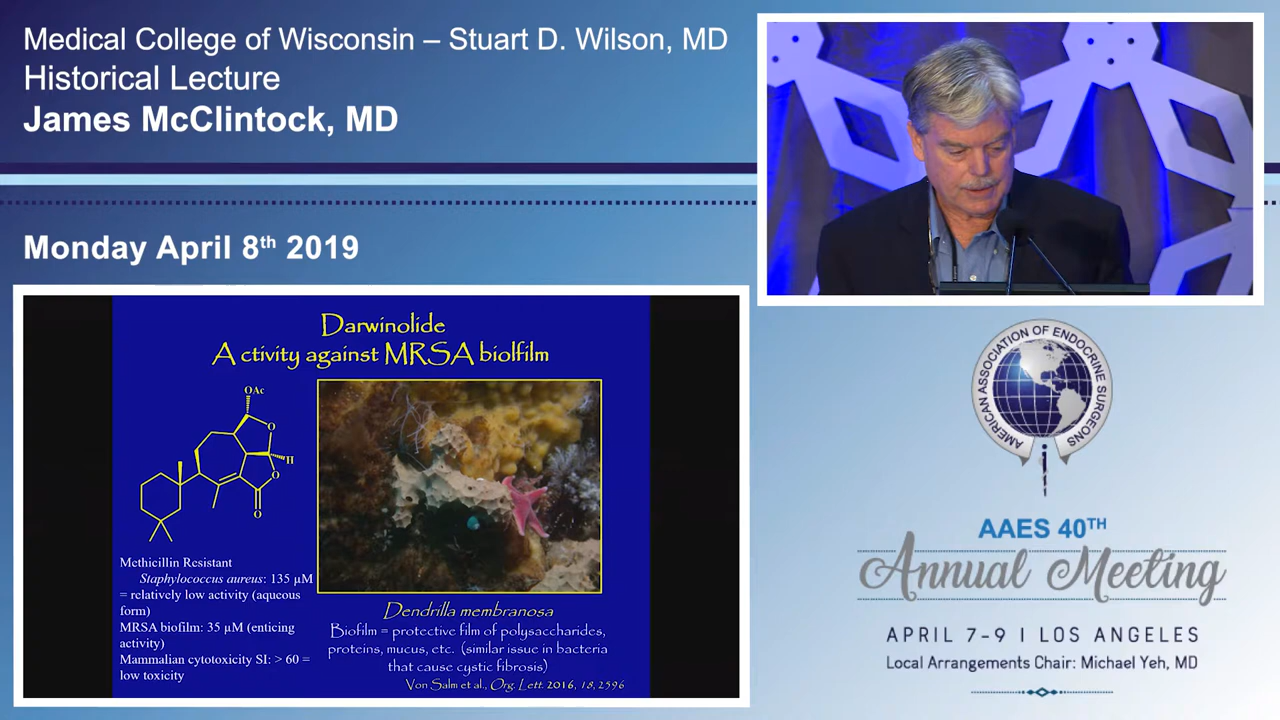 Medical College of Wisconsin – Stuart D. Wilson, MD
Historical Lecture
James McClintock, MD
Monday April 8th 2019
Darwinolide
Activity against MRSA biolfilm
OAc
O
H
O
O
Methicillin Resistant
Staphylococcus aureus: 135 µM
= relatively low activity (aqueous
form)
MRSA biofilm: 35 µM (enticing
activity)
Mammalian cytotoxicity SI: > 60 =
low toxicity
Dendrilla membranosa
Biofilm = protective film of polysaccharides,
proteins, mucus, etc. (similar issue in bacteria
that cause cystic fibrosis)
Von Salm et al., Org. Lett. 2016, 18, 2596
AMERICAN ASSOCIATION OF ENDOCRINE SURGEONS
AAES 40TH
Annual Meeting
APRIL 7-9 I LOS ANGELES
Local Arrangements Chair: Michael Yeh, MD